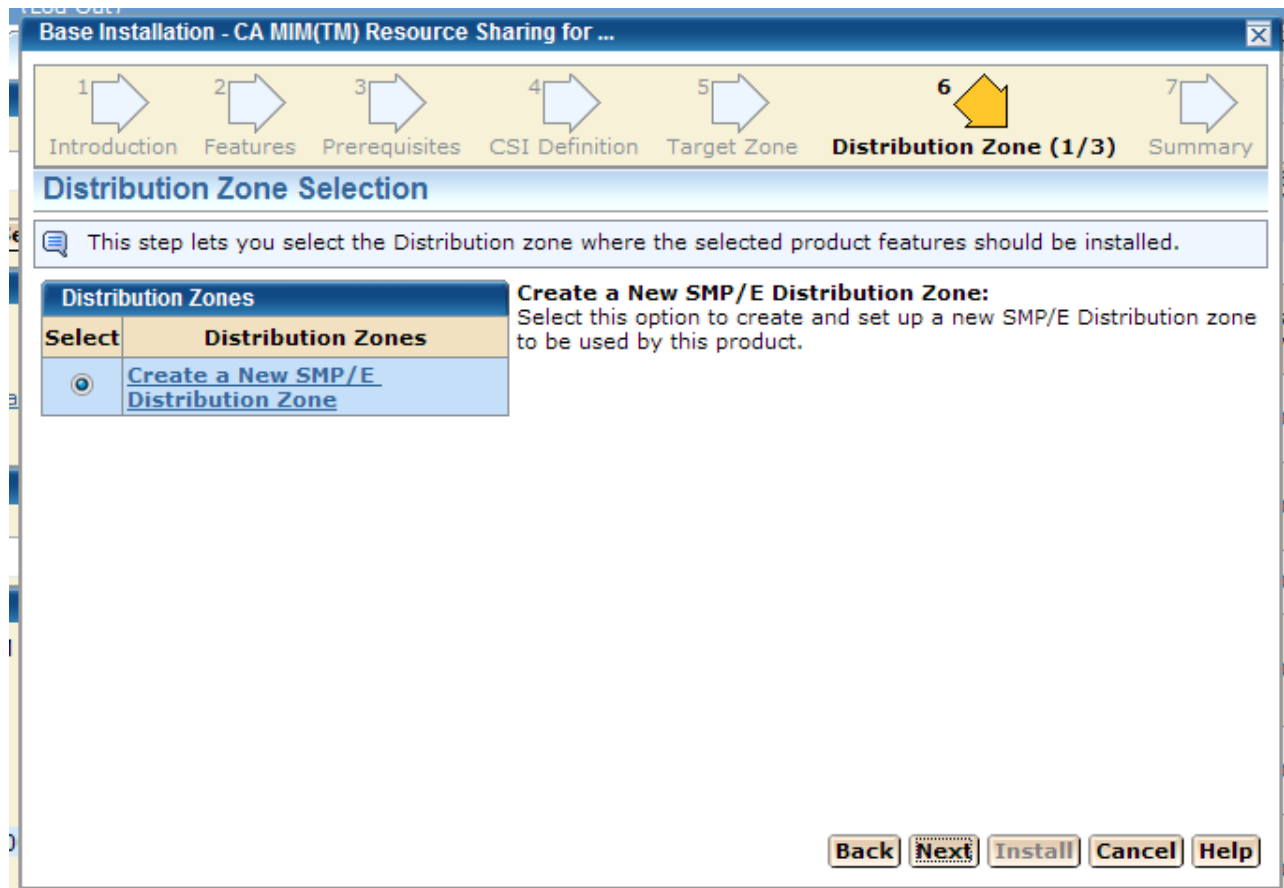 (Log Out)
Base Installation - CA MIM(TM) Resource Sharing for ...
1 2 3 4 5 6 7
Introduction Features Prerequisites CSI Definition Target Zone Distribution Zone (1/3) Summary
Distribution Zone Selection
This step lets you select the Distribution zone where the selected product features should be installed.
Distribution Zones
Select Distribution Zones
Create a New SMP/E
Distribution Zone
Create a New SMP/E Distribution Zone:
Select this option to create and set up a new SMP/E Distribution zone
to be used by this product.
Back Next Install Cancel Help